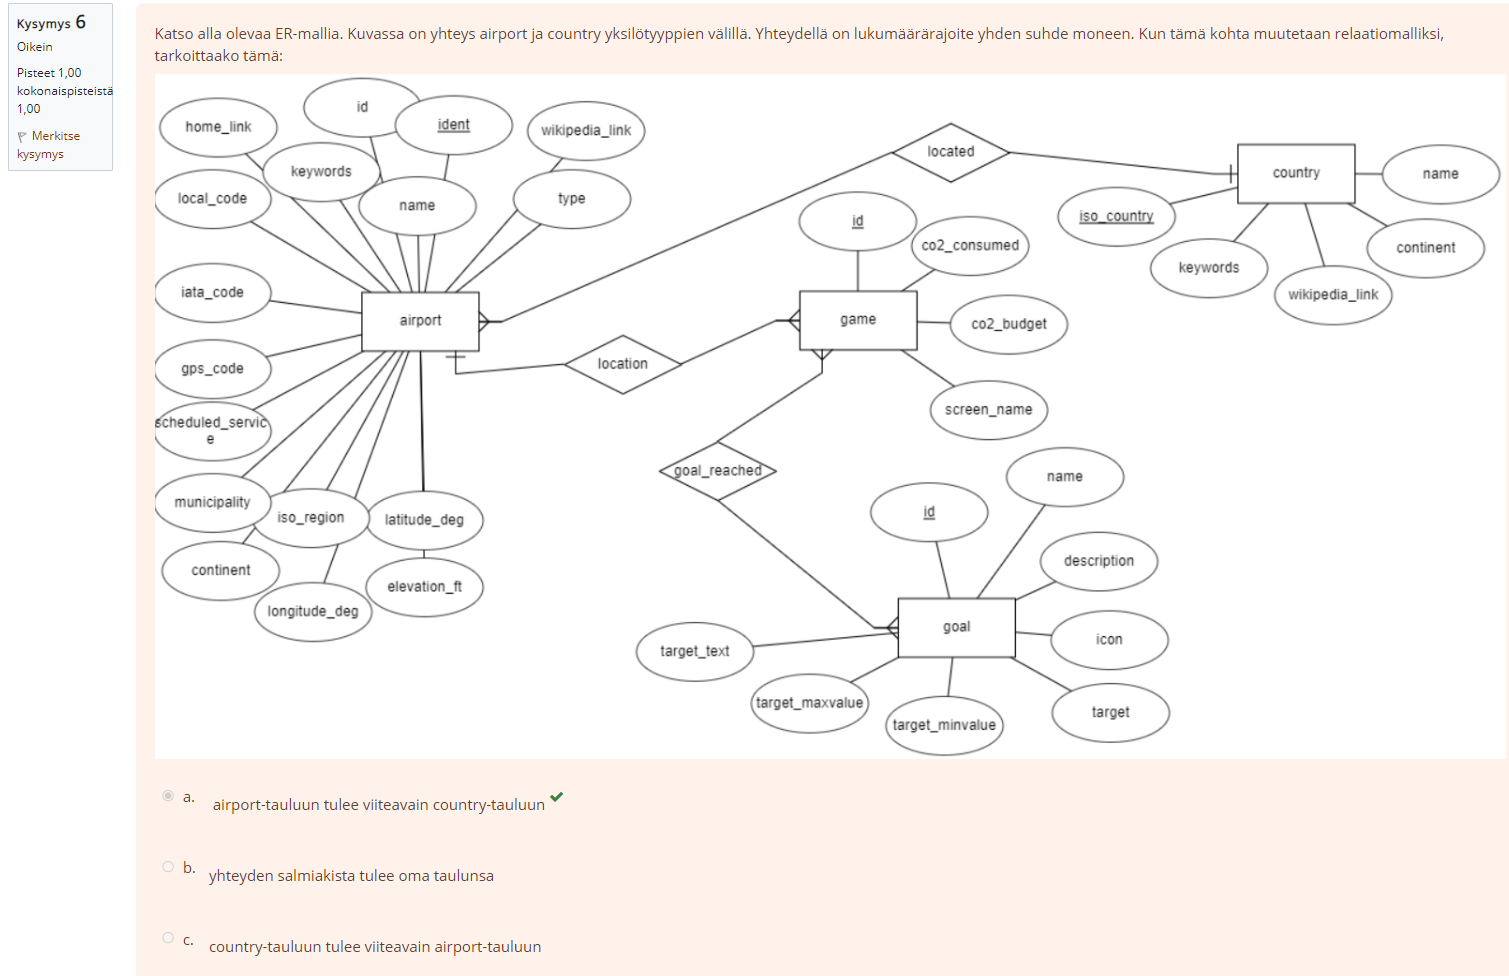 Kysymys 6
Oikein
Pisteet 1,00
kokonaispisteistä
1,00
Merkitse
kysymys
Katso alla olevaa ER-mallia. Kuvassa on yhteys airport ja country yksilötyyppien välillä. Yhteydellä on lukumäärärajoite yhden suhde moneen. Kun tämä kohta muutetaan relaatiomalliksi,
tarkoittaako tämä:
home_link
id
ident
wikipedia_link
keywords
local_code
name
type
located
country
name
iso_country
continent
keywords
wikipedia_link
id
co2_consumed
iata_code
airport
game
co2_budget
location
gps_code
screen_name
scheduled_servic
e
goal_reached
name
municipality
iso_region
latitude_deg
id
description
continent
elevation_ft
longitude_deg
goal
icon
target_text
target_maxvalue
target_minvalue
target
a. airport-tauluun tulee viiteavain country-tauluun
b. yhteyden salmiakista tulee oma taulunsa
c. country-tauluun tulee viiteavain airport-tauluun